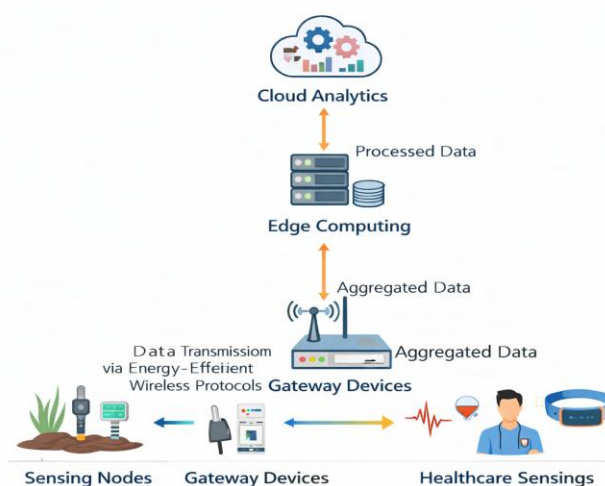 Cloud Analytics
Processed Data
Edge Computing
Aggregated Data
Data Transmissiom
via Energy-Effeiient
Wireless Protocols
Aggregated Data
Gateway Devices
Sensing Nodes
Gateway Devices
Healthcare Sensings